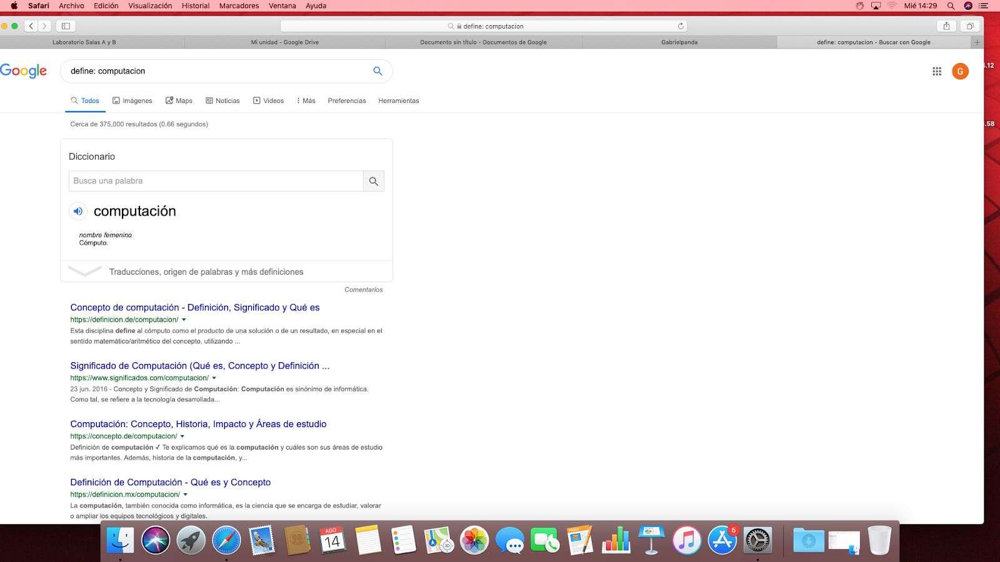 Safari Archivo Edición Visualización Historial Marcadores Ventana Ayuda Mié 14:29
define: computacion
Laboratorio Salas A y B Mi unidad - Google Drive Documento sin título - Documentos de Google Gabrielpanda define: computacion - Buscar con Google
Google define: computacion G
.12
Todos Imágenes Maps Noticias Videos Más Preferencias Herramientas
Cerca de 375,000 resultados (0.66 segundos)
.58
Diccionario
Busca una palabra
computación
nombre femenino
Cómputo.
Traducciones, origen de palabras y más definiciones
Comentarios
Concepto de computación - Definición, Significado y Qué es
https://definicion.de/computacion/
Esta disciplina define al cómputo como el producto de una solución o de un resultado, en especial en el
sentido matemático/aritmético del concepto, utilizando ...
Significado de Computación (Qué es, Concepto y Definición ...
https://www.significados.com/computacion/
23 jun. 2016 - Concepto y Significado de Computación: Computación es sinónimo de informática.
Como tal, se refiere a la tecnología desarrollada...
Computación: Concepto, Historia, Impacto y Áreas de estudio
https://concepto.de/computacion/
Definición de computación ✓ Te explicamos qué es la computación y cuáles son sus áreas de estudio
más importantes. Además, historia de la computación, y...
Definición de Computación - Qué es y Concepto
https://definicion.mx/computacion/
La computación, también conocida como informática, es la ciencia que se encarga de estudiar, valorar
o ampliar los equipos tecnológicos y digitales.
AGO
14
3D
PAGES
5